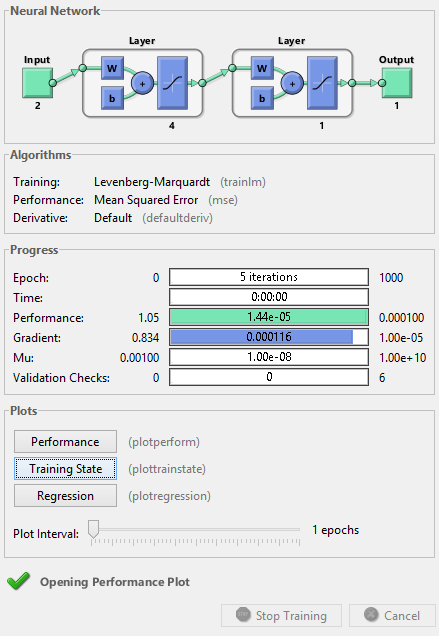 Neural Network
Layer Layer
Input Output
W W
+ +
b b
2 4 1 1
Algorithms
Training: Levenberg-Marquardt (trainlm)
Performance: Mean Squared Error (mse)
Derivative: Default (defaultderiv)
Progress
Epoch: 0 5 iterations 1000
Time: 0:00:00
Performance: 1.05 1.44e-05 0.000100
Gradient: 0.834 0.000116 1.00e-05
Mu: 0.00100 1.00e-08 1.00e+10
Validation Checks: 0 0 6
Plots
Performance (plotperform)
Training State (plottrainstate)
Regression (plotregression)
Plot Interval: 1 epochs
Opening Performance Plot
Stop Training Cancel